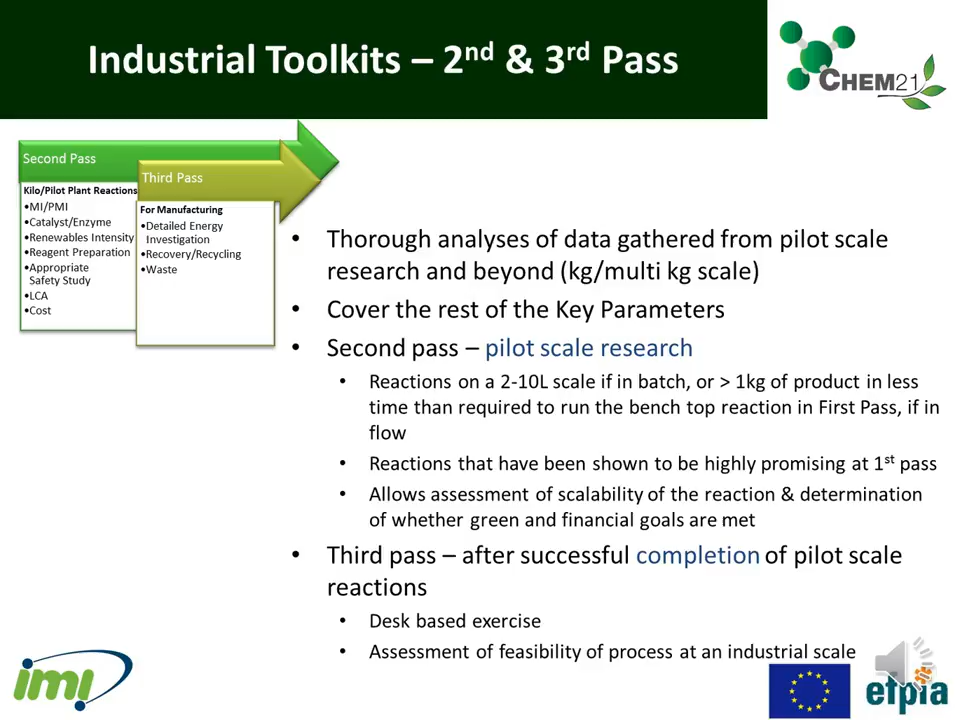 Industrial Toolkits – 2nd & 3rd Pass
CHEM21
Second Pass
Kilo/Pilot Plant Reactions
•MI/PMI
•Catalyst/Enzyme
•Renewables Intensity
•Reagent Preparation
•Appropriate
Safety Study
•LCA
•Cost
Third Pass
For Manufacturing
•Detailed Energy
Investigation
•Recovery/Recycling
•Waste
• Thorough analyses of data gathered from pilot scale
research and beyond (kg/multi kg scale)
• Cover the rest of the Key Parameters
• Second pass – pilot scale research
• Reactions on a 2-10L scale if in batch, or > 1kg of product in less
time than required to run the bench top reaction in First Pass, if in
flow
• Reactions that have been shown to be highly promising at 1st pass
• Allows assessment of scalability of the reaction & determination
of whether green and financial goals are met
• Third pass – after successful completion of pilot scale
reactions
• Desk based exercise
• Assessment of feasibility of process at an industrial scale
imi
efpia